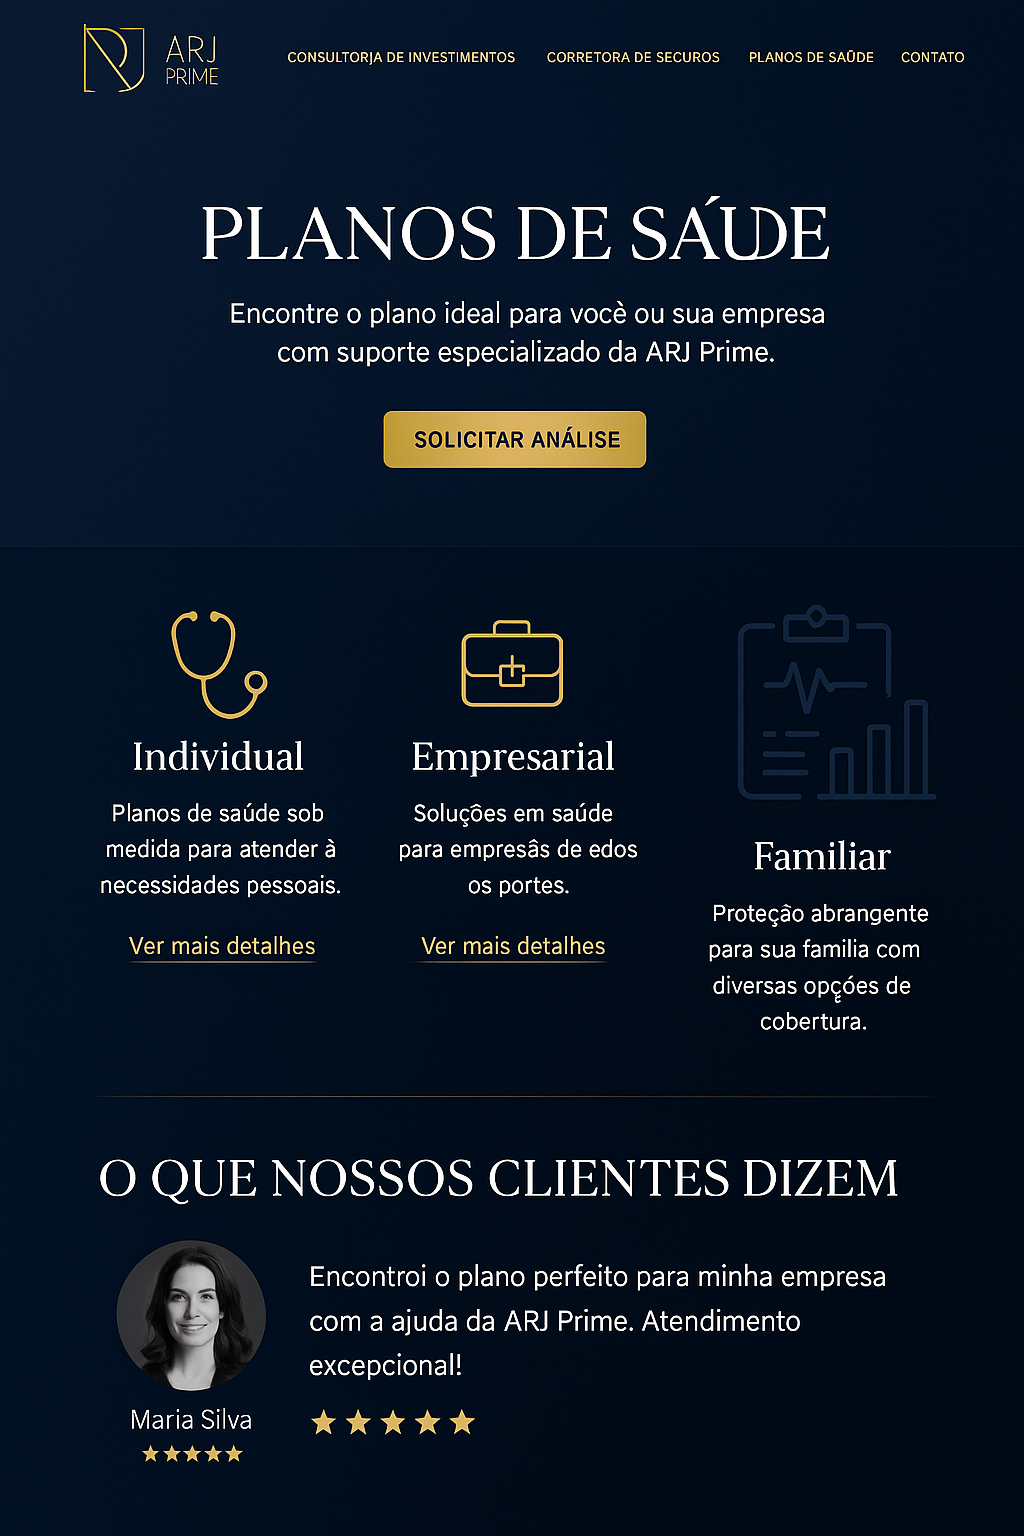 ARJ
PRIME
CONSULTORJA DE INVESTIMENTOS
CORRETORA DE SECUROS
PLANOS DE SAŪDE
CONTATO
PLANOS DE SAÚDE
Encontre o plano ideal para vocè ou sua empresa
com suporte especializado da ARJ Prime.
SOLICITAR ANÁLISE
Individual
Planos de saúde sob
medida para atender à
necessidades pessoais.
Ver mais detalhes
Empresarial
Soluções em saúde
para empresâs de edos
os portes.
Ver mais detalhes
Familiar
Proteção abrangente
para sua familia com
diversas opçóes de
cobertura.
O QUE NOSSOS CLIENTES DIZEM
Encontroi o plano perfeito para minha empresa
com a ajuda da ARJ Prime. Atendimento
excepcional!
Maria Silva